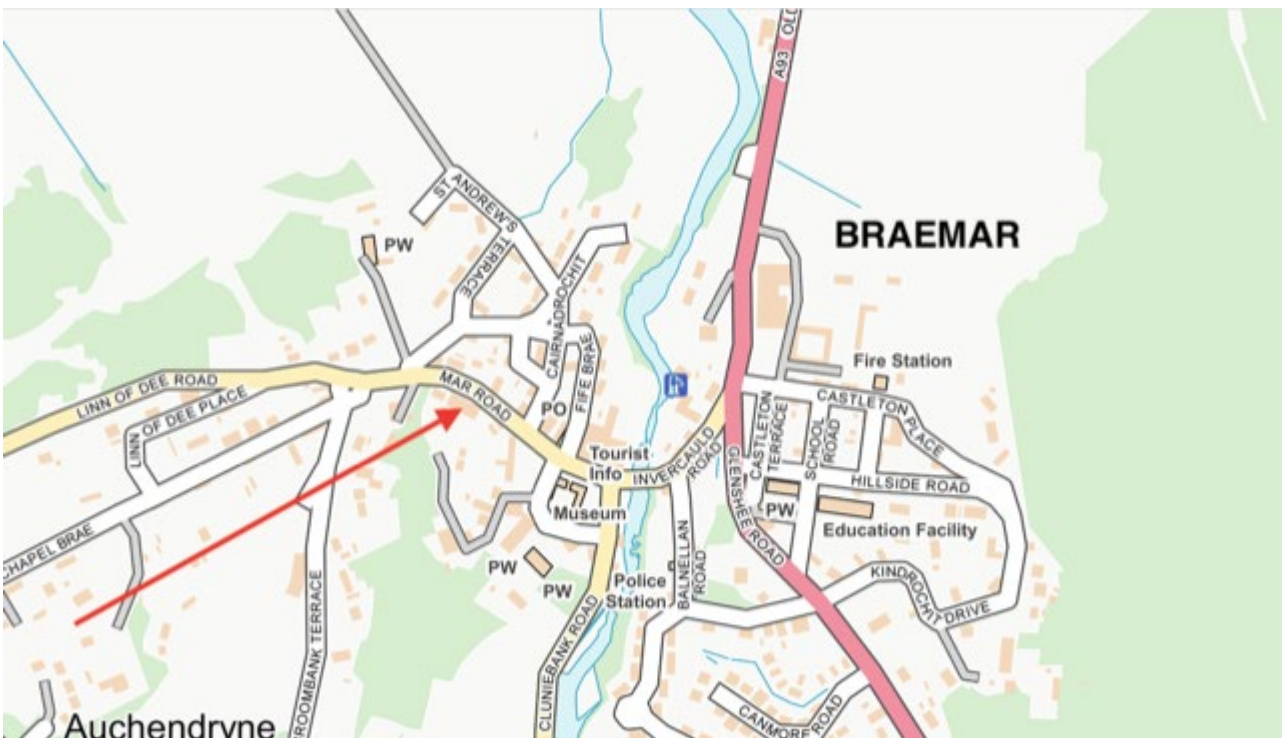 A93 OLD
ST ANDREW'S TERRACE
BRAEMAR
PW
CAIRNADROCHIT
FIFE BRAE
Fire Station
LINN OF DEE ROAD
MAR ROAD
LINN OF DEE PLACE
PO
CASTLETON PLACE
CASTLETON TERRACE
SCHOOL ROAD
Tourist
Info
INVERCAULD ROAD
HILLSIDE ROAD
GLENSHEE ROAD
PW
Museum
Education Facility
CHAPEL BRAE
PW
PW
Police
Station
BALNELLAN ROAD
KINDROCHIT DRIVE
CLUNIEBANK ROAD
ROOMBANK TERRACE
CANMORE ROAD
Auchendryne